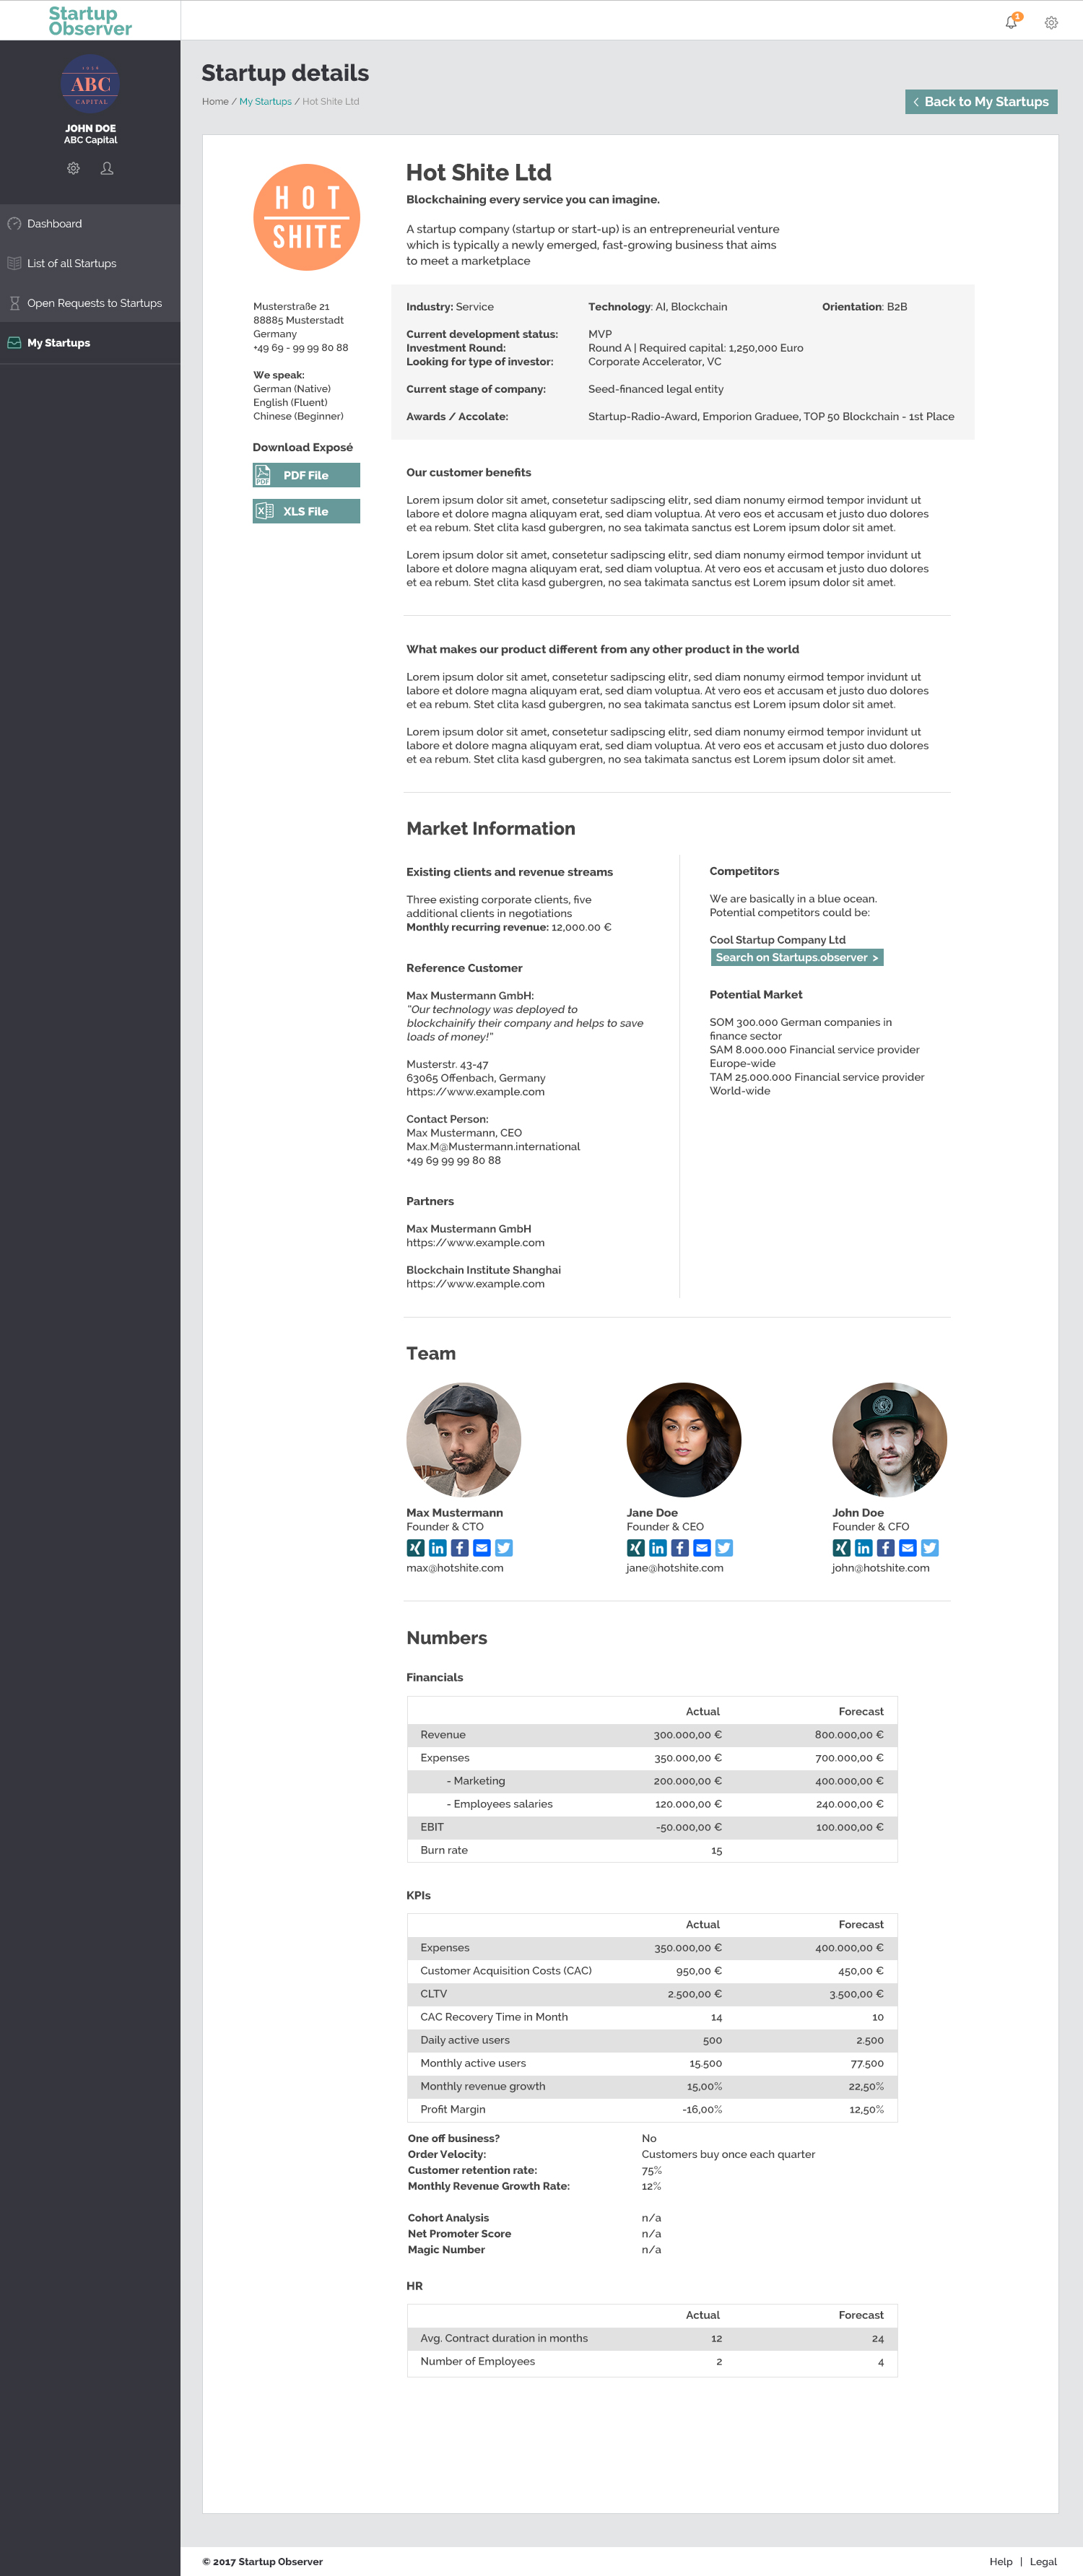 Startup
Observer
1
JOHN
ABC
CAPITAL
JOHN DOE
ABC Capital
Dashboard
List of all Startups
Open Requests to Startups
My Startups
Startup details
Home / My Startups / Hot Shite Ltd
< Back to My Startups
HOT
SHITE
Musterstraße 21
88885 Musterstadt
Germany
+49 69 - 99 99 80 88
We speak:
German (Native)
English (Fluent)
Chinese (Beginner)
Download Exposé
PDF File
XLS File
Hot Shite Ltd
Blockchaining every service you can imagine.
A startup company (startup or start-up) is an entrepreneurial venture
which is typically a newly emerged, fast-growing business that aims
to meet a marketplace
Industry: Service Technology: AI, Blockchain Orientation: B2B
Current development status: MVP
Investment Round: Round A | Required capital: 1,250,000 Euro
Looking for type of investor: Corporate Accelerator, VC
Current stage of company: Seed-financed legal entity
Awards / Accolate: Startup-Radio-Award, Emporion Graduee, TOP 50 Blockchain - 1st Place
Our customer benefits
Lorem ipsum dolor sit amet, consetetur sadipscing elitr, sed diam nonumy eirmod tempor invidunt ut
labore et dolore magna aliquyam erat, sed diam voluptua. At vero eos et accusam et justo duo dolores
et ea rebum. Stet clita kasd gubergren, no sea takimata sanctus est Lorem ipsum dolor sit amet.
Lorem ipsum dolor sit amet, consetetur sadipscing elitr, sed diam nonumy eirmod tempor invidunt ut
labore et dolore magna aliquyam erat, sed diam voluptua. At vero eos et accusam et justo duo dolores
et ea rebum. Stet clita kasd gubergren, no sea takimata sanctus est Lorem ipsum dolor sit amet.
What makes our product different from any other product in the world
Lorem ipsum dolor sit amet, consetetur sadipscing elitr, sed diam nonumy eirmod tempor invidunt ut
labore et dolore magna aliquyam erat, sed diam voluptua. At vero eos et accusam et justo duo dolores
et ea rebum. Stet clita kasd gubergren, no sea takimata sanctus est Lorem ipsum dolor sit amet.
Lorem ipsum dolor sit amet, consetetur sadipscing elitr, sed diam nonumy eirmod tempor invidunt ut
labore et dolore magna aliquyam erat, sed diam voluptua. At vero eos et accusam et justo duo dolores
et ea rebum. Stet clita kasd gubergren, no sea takimata sanctus est Lorem ipsum dolor sit amet.
Market Information
Existing clients and revenue streams
Three existing corporate clients, five
additional clients in negotiations
Monthly recurring revenue: 12,000.00 €
Reference Customer
Max Mustermann GmbH:
"Our technology was deployed to
blockchainify their company and helps to save
loads of money!"
Musterstr. 43-47
63065 Offenbach, Germany
https://www.example.com
Contact Person:
Max Mustermann, CEO
Max.M@Mustermann.international
+49 69 99 99 80 88
Partners
Max Mustermann GmbH
https://www.example.com
Blockchain Institute Shanghai
https://www.example.com
Competitors
We are basically in a blue ocean.
Potential competitors could be:
Cool Startup Company Ltd
Search on Startups.observer >
Potential Market
SOM 300.000 German companies in
finance sector
SAM 8.000.000 Financial service provider
Europe-wide
TAM 25.000.000 Financial service provider
World-wide
Team
Max Mustermann
Founder & CTO
max@hotshite.com
Jane Doe
Founder & CEO
jane@hotshite.com
John Doe
Founder & CFO
john@hotshite.com
Numbers
Financials
Actual Forecast
Revenue 300.000,00 € 800.000,00 €
Expenses 350.000,00 € 700.000,00 €
- Marketing 200.000,00 € 400.000,00 €
- Employees salaries 120.000,00 € 240.000,00 €
EBIT -50.000,00 € 100.000,00 €
Burn rate 15
KPIs
Actual Forecast
Expenses 350.000,00 € 400.000,00 €
Customer Acquisition Costs (CAC) 950,00 € 450,00 €
CLTV 2.500,00 € 3.500,00 €
CAC Recovery Time in Month 14 10
Daily active users 500 2.500
Monthly active users 15.500 77.500
Monthly revenue growth 15,00% 22,50%
Profit Margin -16,00% 12,50%
One off business? No
Order Velocity: Customers buy once each quarter
Customer retention rate: 75%
Monthly Revenue Growth Rate: 12%
Cohort Analysis n/a
Net Promoter Score n/a
Magic Number n/a
HR
Actual Forecast
Avg. Contract duration in months 12 24
Number of Employees 2 4
© 2017 Startup Observer
Help | Legal